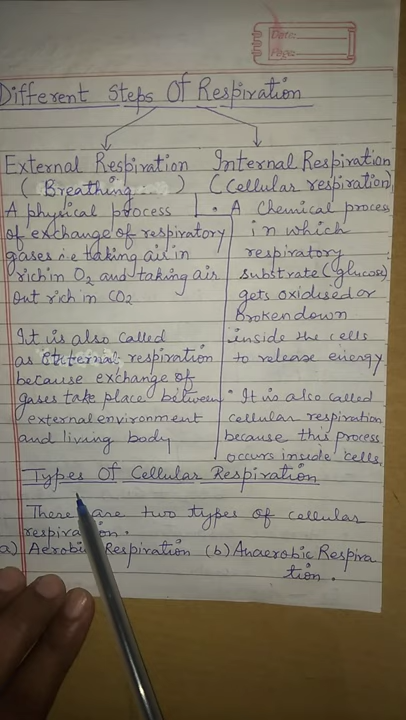 Date:
Page:
Different Steps Of Respiration
External Respiration
(Breathing)
A physical process
of exchange of respiratory
gases i.e taking air in
rich in O2 and taking air
out rich in CO2
It is also called
as external respiration
because exchange of
gases take place between
external environment
and living body
Internal Respiration
(Cellular respiration)
• A Chemical process
in which
respiratory
substrate (glucose)
gets oxidised or
broken down
inside the cells
to release energy
• It is also called
cellular respiration
because this process
occurs inside cells.
Types Of Cellular Respiration
There are two types of cellular
respiration.
a) Aerobic Respiration (b) Anaerobic Respira
tion.